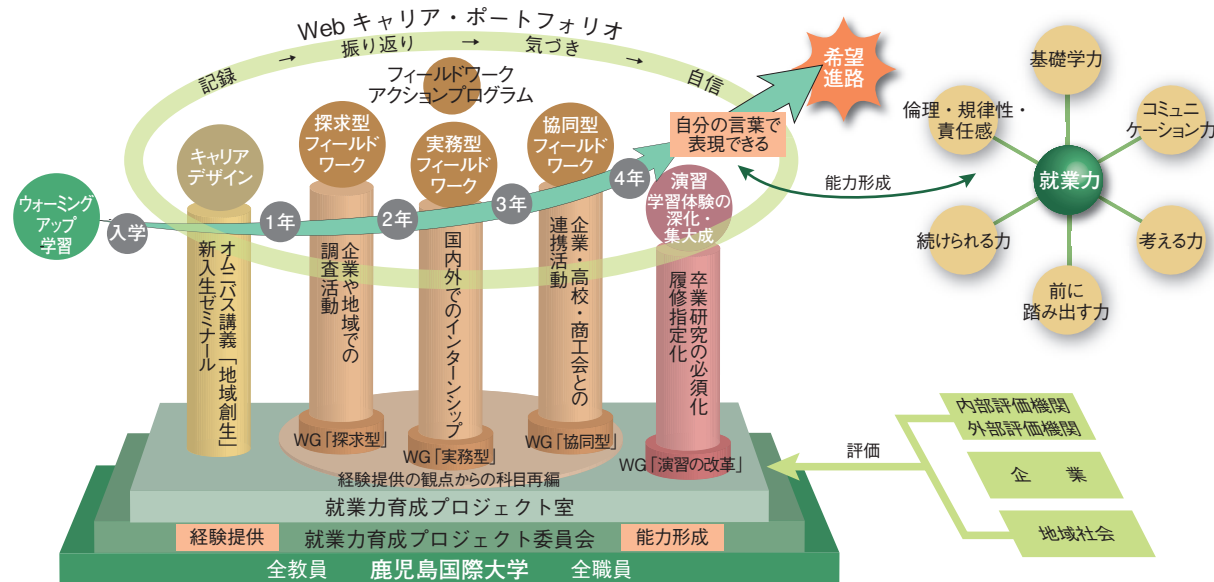 Web キャリア・ポートフォリオ
記録 → 振り返り → 気づき → 自信
フィールドワーク
アクションプログラム
希望
進路
自分の言葉で
表現できる
ウォーミング
アップ
学習
入学
1年
2年
3年
4年
キャリア
デザイン
探求型
フィールド
ワーク
実務型
フィールド
ワーク
協同型
フィールド
ワーク
演習
学習体験の
深化・
集大成
オムニバス講義「地域創生」
新入生ゼミナール
企業や地域での
調査活動
国内外でのインターンシップ
企業・高校・商工会との
連携活動
卒業研究の必須化
履修指定化
WG「探求型」
WG「実務型」
WG「協同型」
WG「演習の改革」
経験提供の観点からの科目再編
就業力育成プロジェクト室
経験提供
就業力育成プロジェクト委員会
能力形成
全教員 鹿児島国際大学 全職員
能力形成
就業力
基礎学力
コミュニ
ケーション力
考える力
前に
踏み出す力
続けられる力
倫理・規律性・
責任感
評価
内部評価機関
外部評価機関
企 業
地域社会